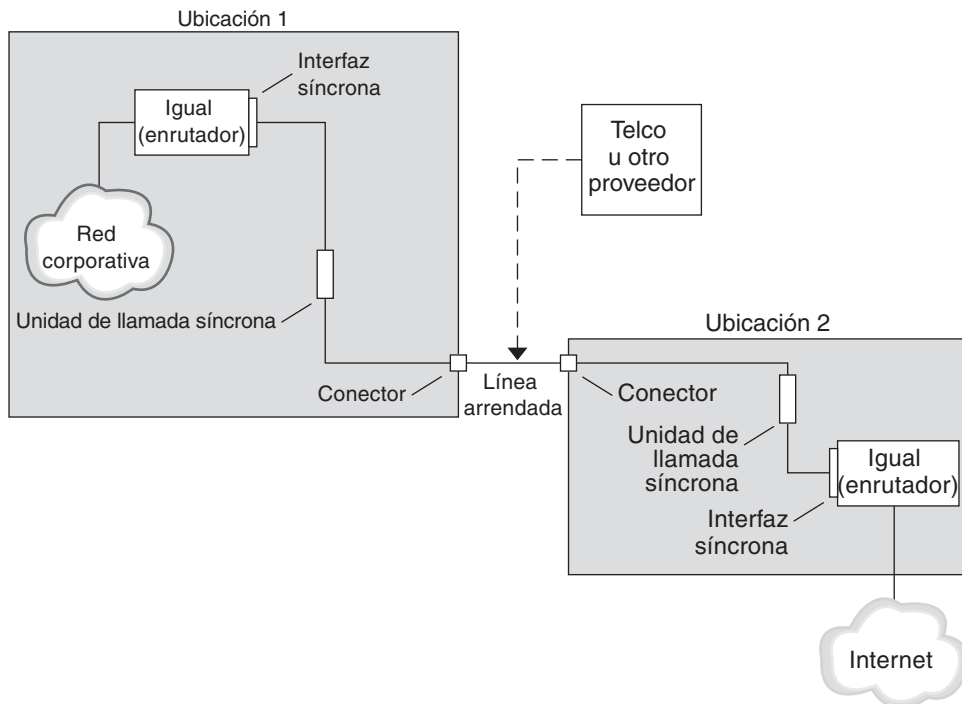 Ubicación 1
Interfaz
síncrona
Igual
(enrutador)
Red
corporativa
Unidad de llamada síncrona
Conector
Telco
u otro
proveedor
Línea
arrendada
Ubicación 2
Conector
Unidad de
llamada
síncrona
Igual
(enrutador)
Interfaz
síncrona
Internet